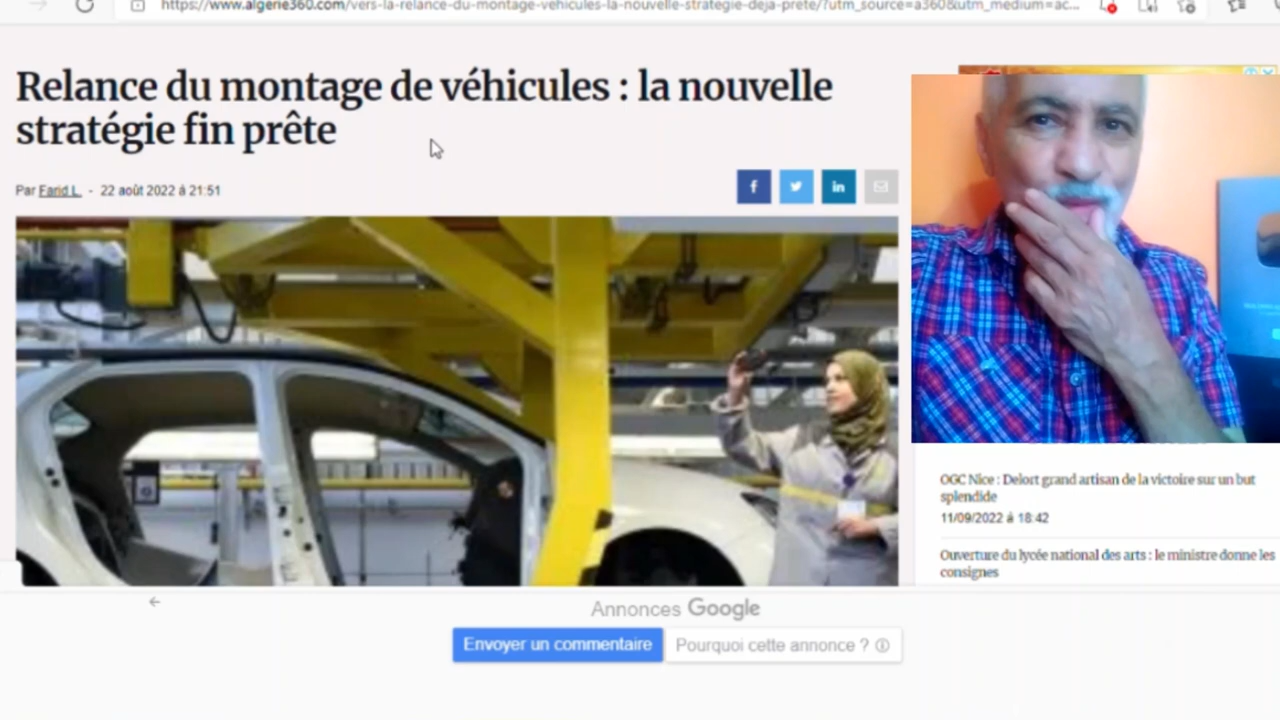 https://www.algerie360.com/vers-la-relance-du-montage-vehicules-la-nouvelle-strategie-deja-prete/?utm_source=a360&utm_medium=ac...
Relance du montage de véhicules : la nouvelle
stratégie fin prête
Par Farid L. - 22 août 2022 à 21:51
f
in
OGC Nice : Delort grand artisan de la victoire sur un but
splendide
11/09/2022 à 18:42
Ouverture du lycée national des arts : le ministre donne les
consignes
Annonces Google
Envoyer un commentaire
Pourquoi cette annonce ?